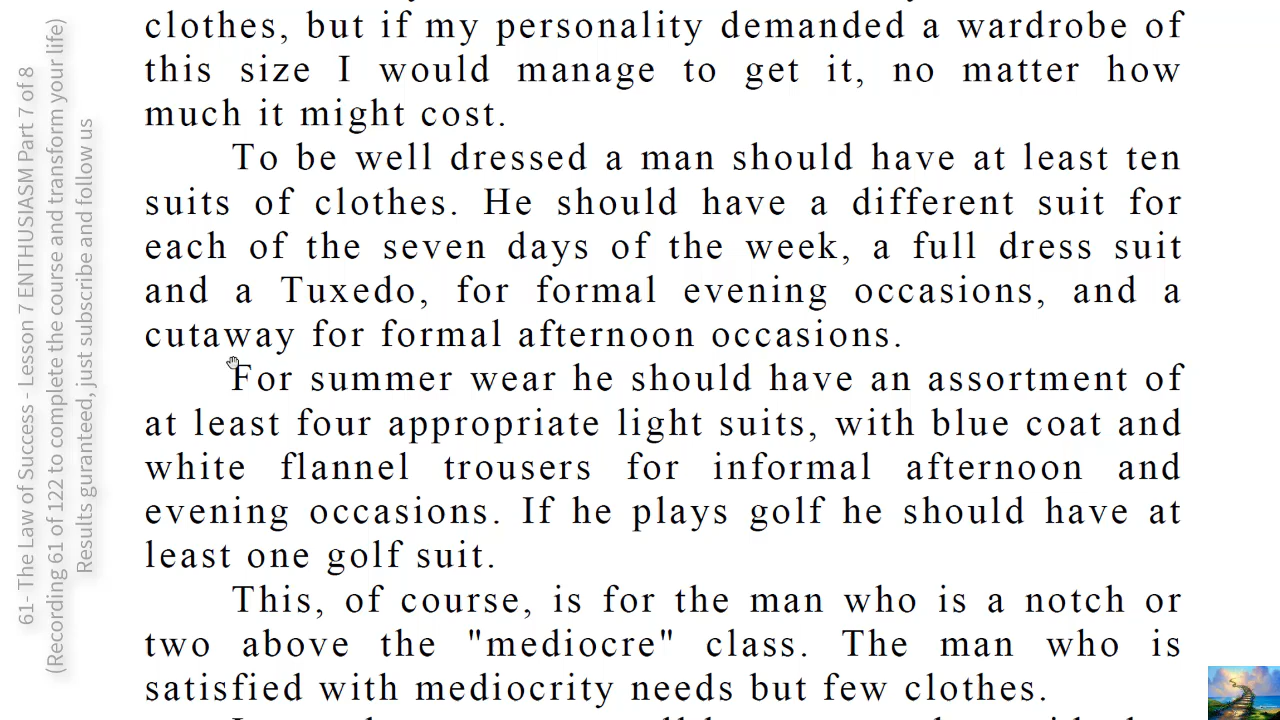 clothes, but if my personality demanded a wardrobe of
this size I would manage to get it, no matter how
much it might cost.
To be well dressed a man should have at least ten
suits of clothes. He should have a different suit for
each of the seven days of the week, a full dress suit
and a Tuxedo, for formal evening occasions, and a
cutaway for formal afternoon occasions.
For summer wear he should have an assortment of
at least four appropriate light suits, with blue coat and
white flannel trousers for informal afternoon and
evening occasions. If he plays golf he should have at
least one golf suit.
This, of course, is for the man who is a notch or
two above the "mediocre" class. The man who is
satisfied with mediocrity needs but few clothes.
61- The Law of Success - Lesson 7 ENTHUSIASM Part 7 of 8
(Recording 61 of 122 to complete the course and transform your life)
Results guranteed, just subscribe and follow us